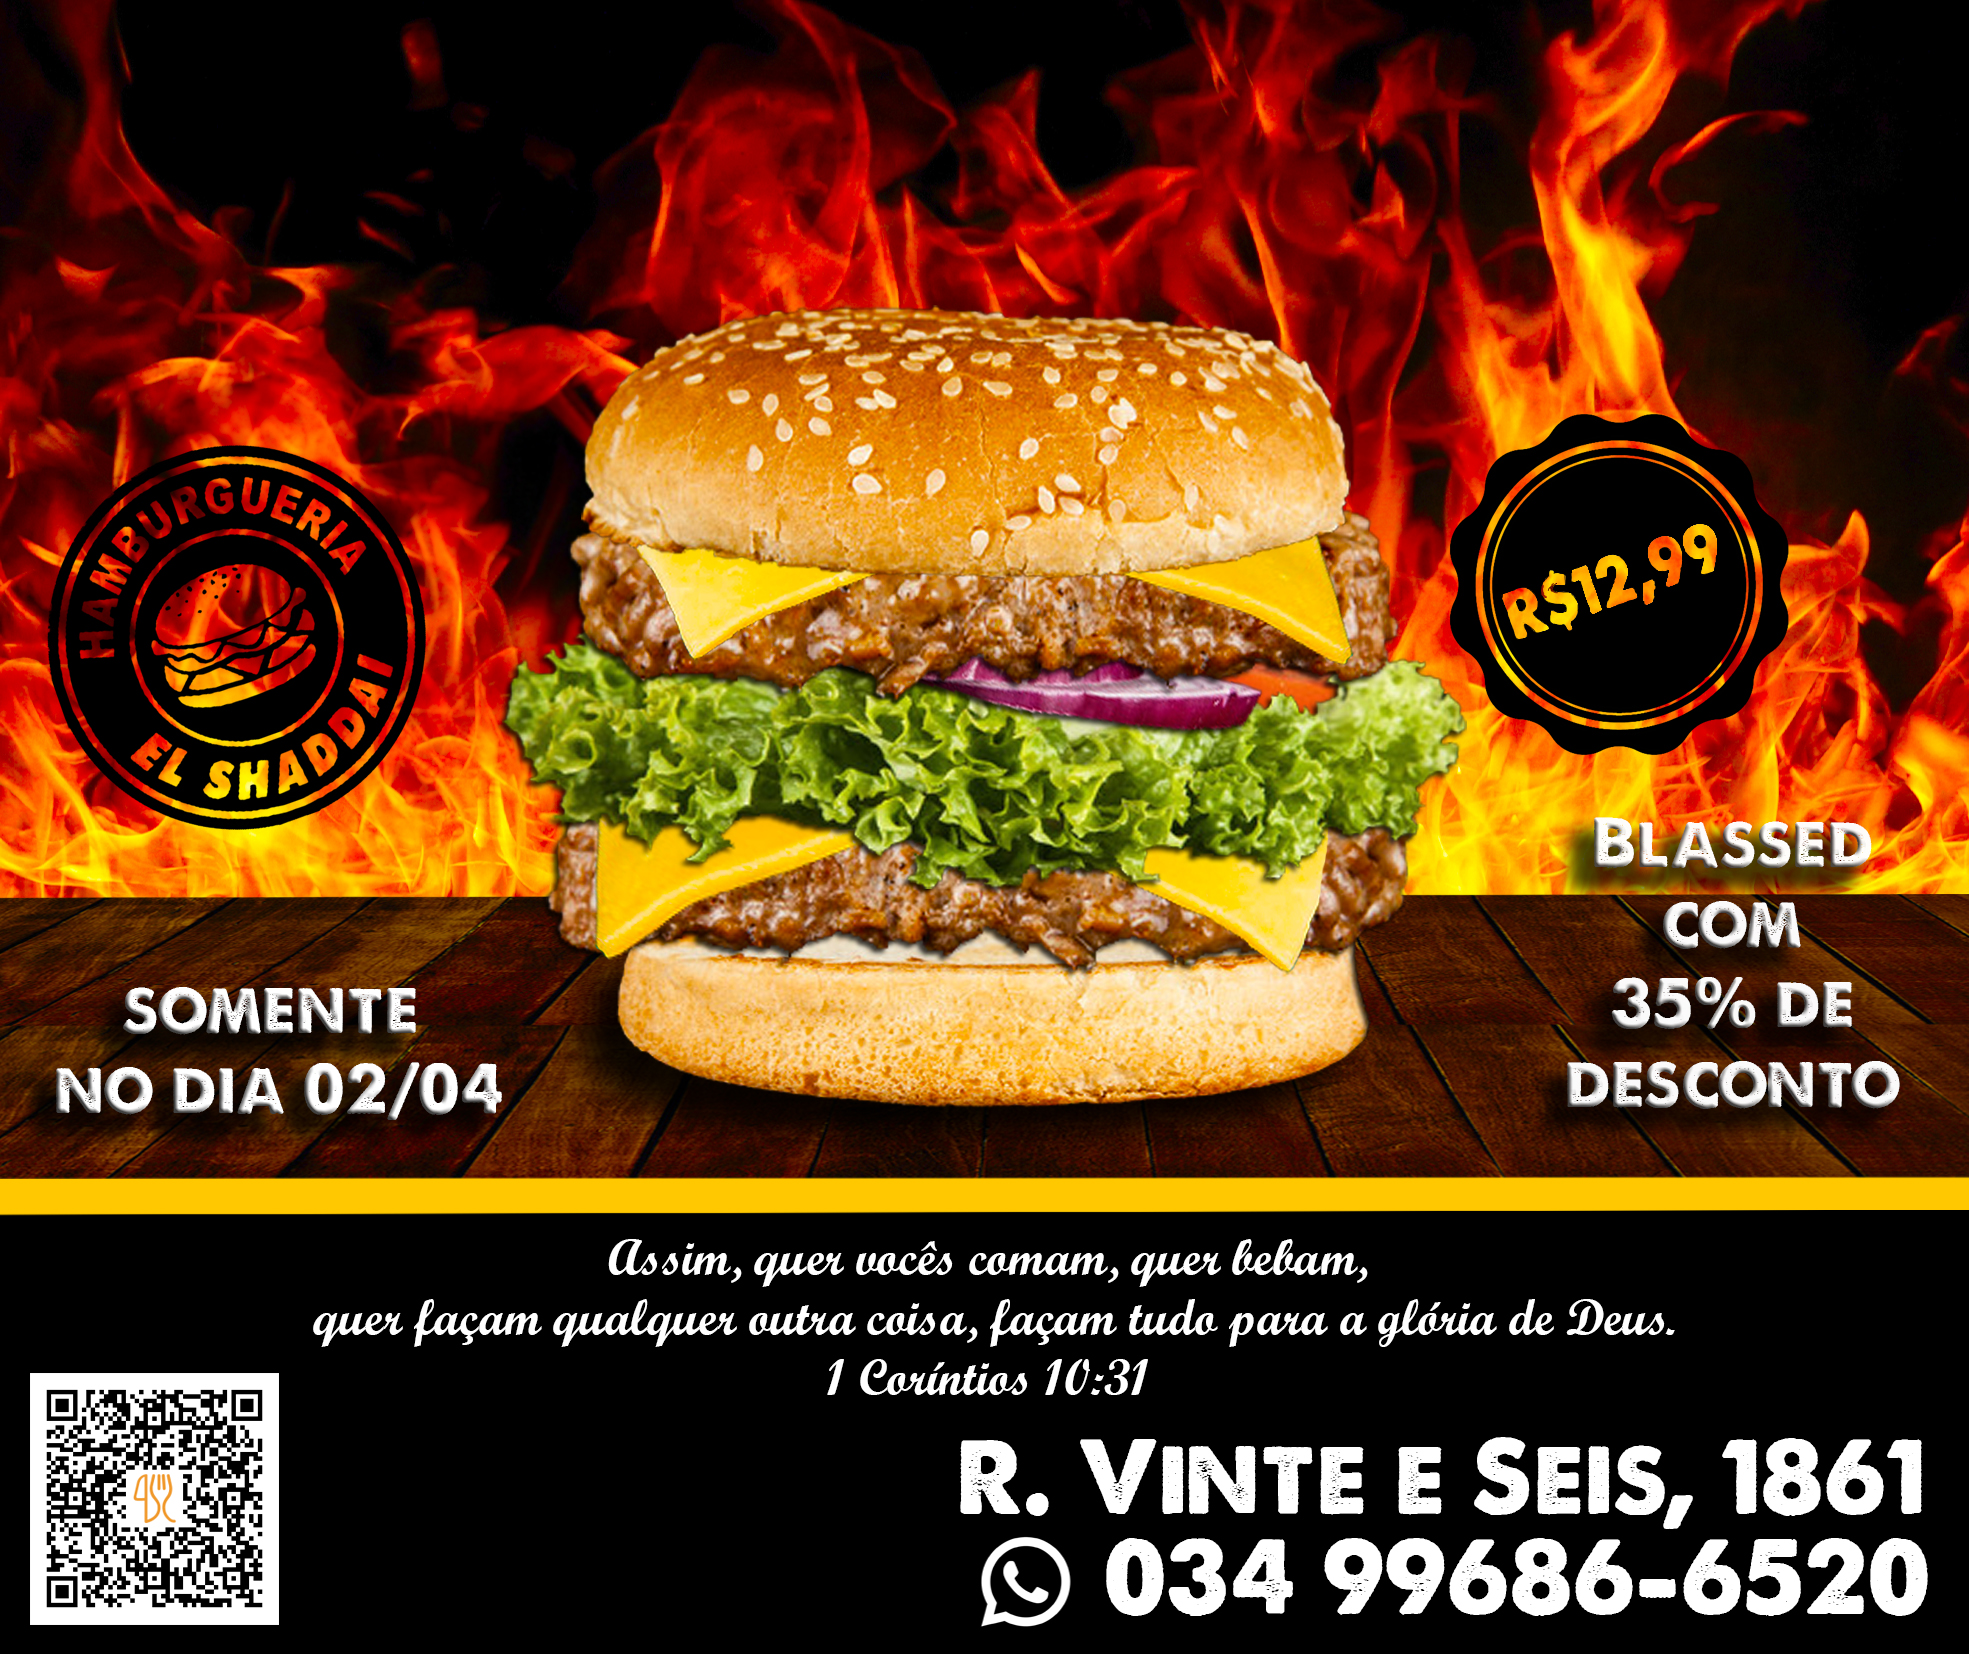 HAMBURGUERIA
EL SHADDAI
R$12,99
BLASSED
COM
35% DE
DESCONTO
SOMENTE
NO DIA 02/04
Assim, quer vocês comam, quer bebam,
quer façam qualquer outra coisa, façam tudo para a glória de Deus.
1 Coríntios 10:31
R. VINTE E SEIS, 1861
034 99686-6520